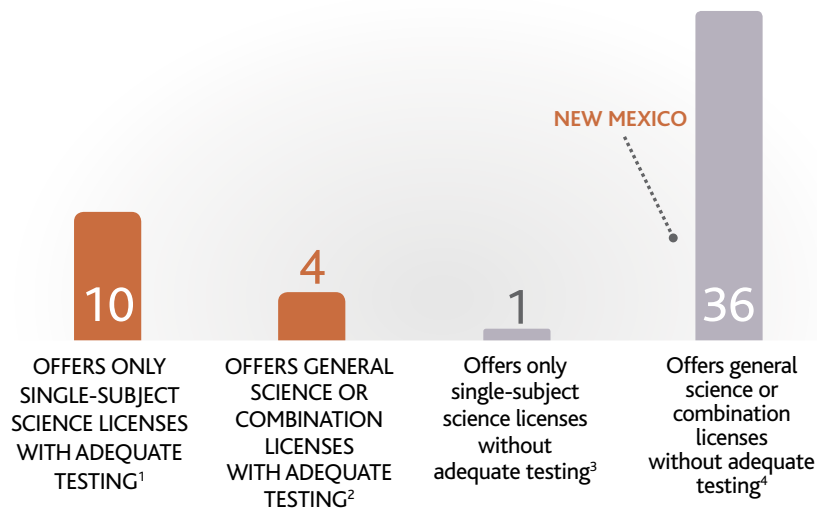 NEW MEXICO
10
4
1
36
OFFERS ONLY
SINGLE-SUBJECT
SCIENCE LICENSES
WITH ADEQUATE
TESTING¹
OFFERS GENERAL
SCIENCE OR
COMBINATION
LICENSES
WITH ADEQUATE
TESTING²
Offers only
single-subject
science licenses
without
adequate testing³
Offers general
science or
combination
licenses
without adequate
testing⁴